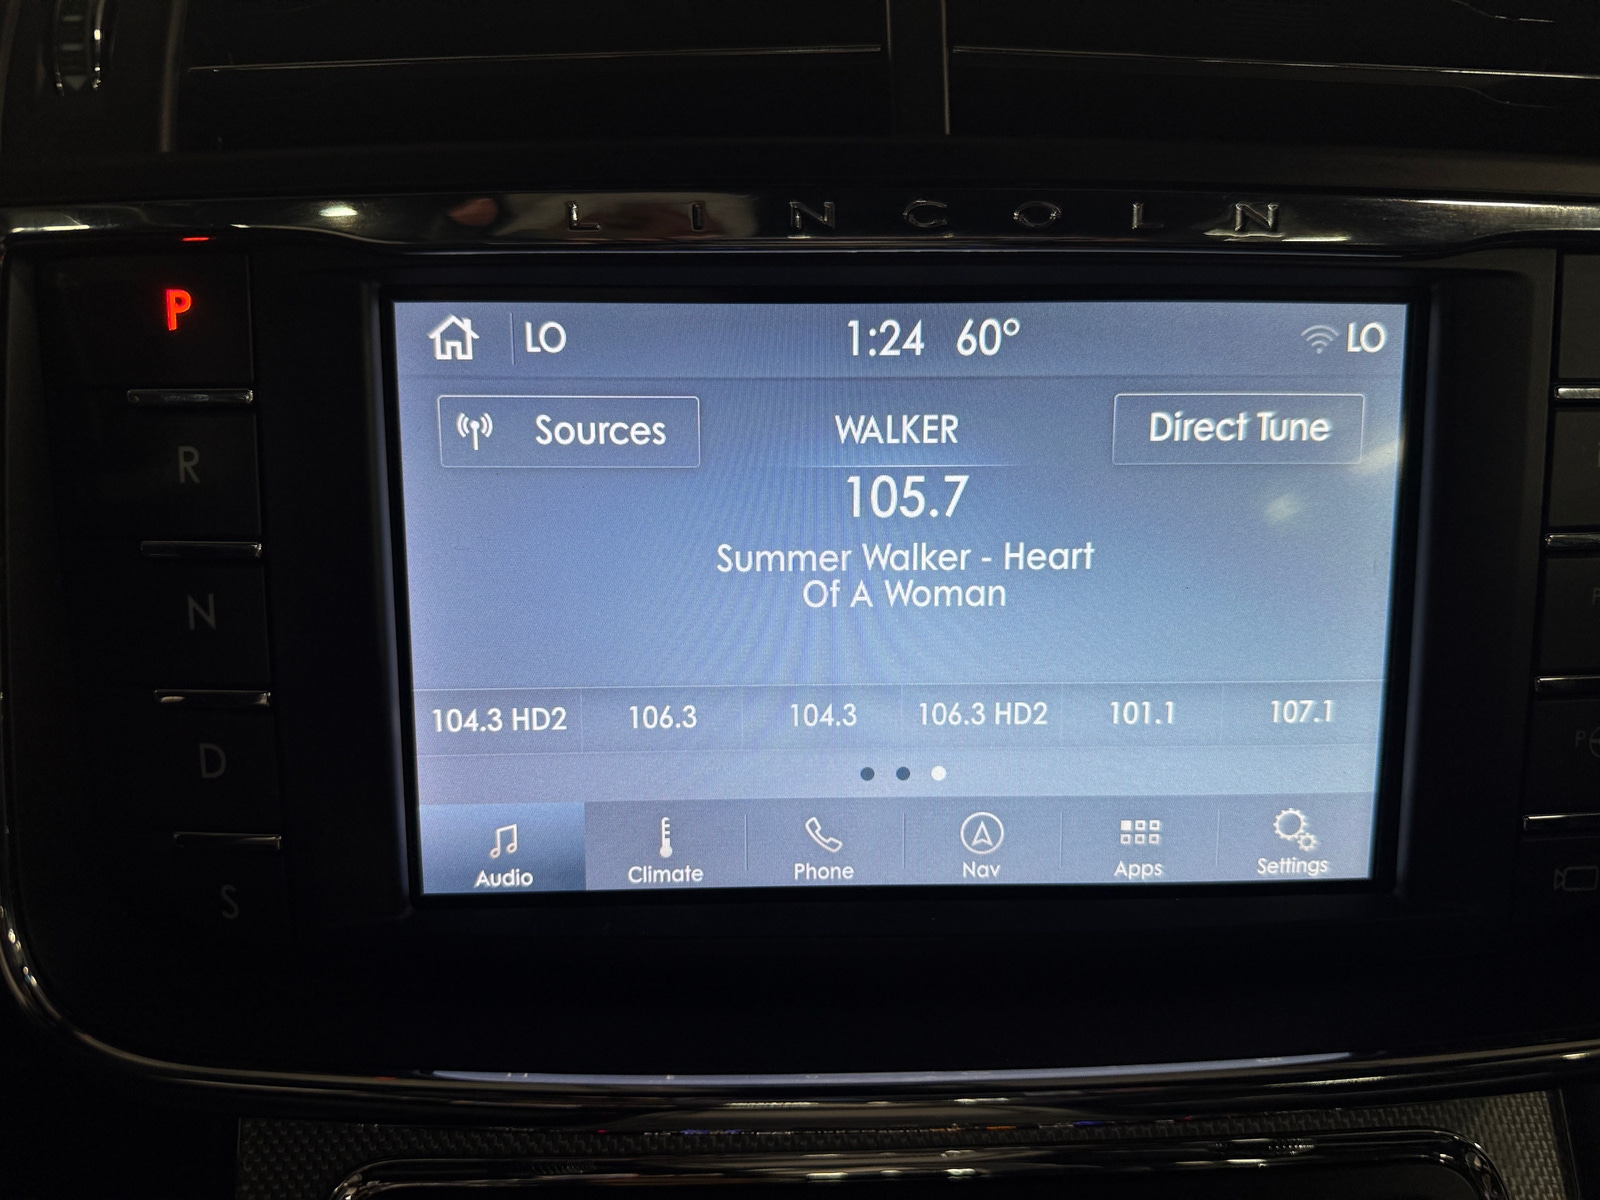 LINCOLN
P
R
N
D
S
LO
1:24 60°
LO
Sources
WALKER
Direct Tune
105.7
Summer Walker - Heart
Of A Woman
104.3 HD2
106.3
104.3
106.3 HD2
101.1
107.1
Audio
Climate
Phone
Nav
Apps
Settings